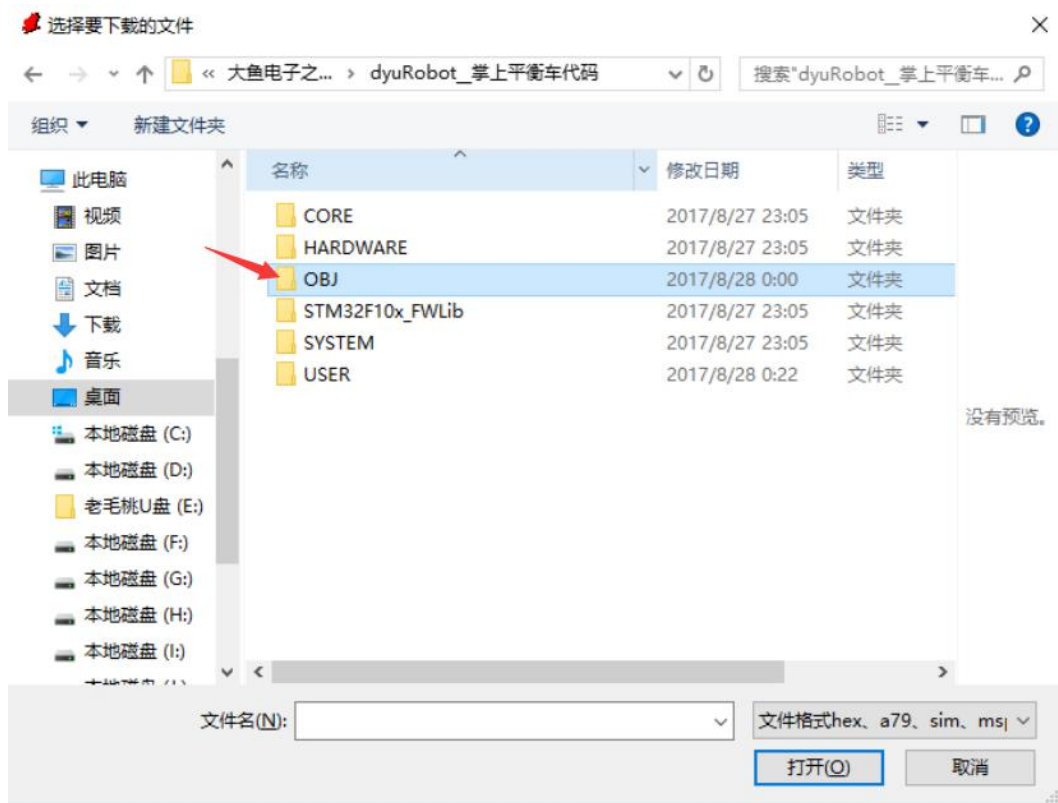 选择要下载的文件
« 大鱼电子之... › dyuRobot__掌上平衡车代码
搜索"dyuRobot_掌上平衡车...
组织 新建文件夹
此电脑
视频
图片
文档
下载
音乐
桌面
本地磁盘 (C:)
本地磁盘 (D:)
老毛桃U盘 (E:)
本地磁盘 (F:)
本地磁盘 (G:)
本地磁盘 (H:)
本地磁盘 (I:)
名称 修改日期 类型
CORE 2017/8/27 23:05 文件夹
HARDWARE 2017/8/27 23:05 文件夹
OBJ 2017/8/28 0:00 文件夹
STM32F10x_FWLib 2017/8/27 23:05 文件夹
SYSTEM 2017/8/27 23:05 文件夹
USER 2017/8/28 0:22 文件夹
没有预览。
文件名(N):
文件格式hex、a79、sim、msp
打开(O) 取消